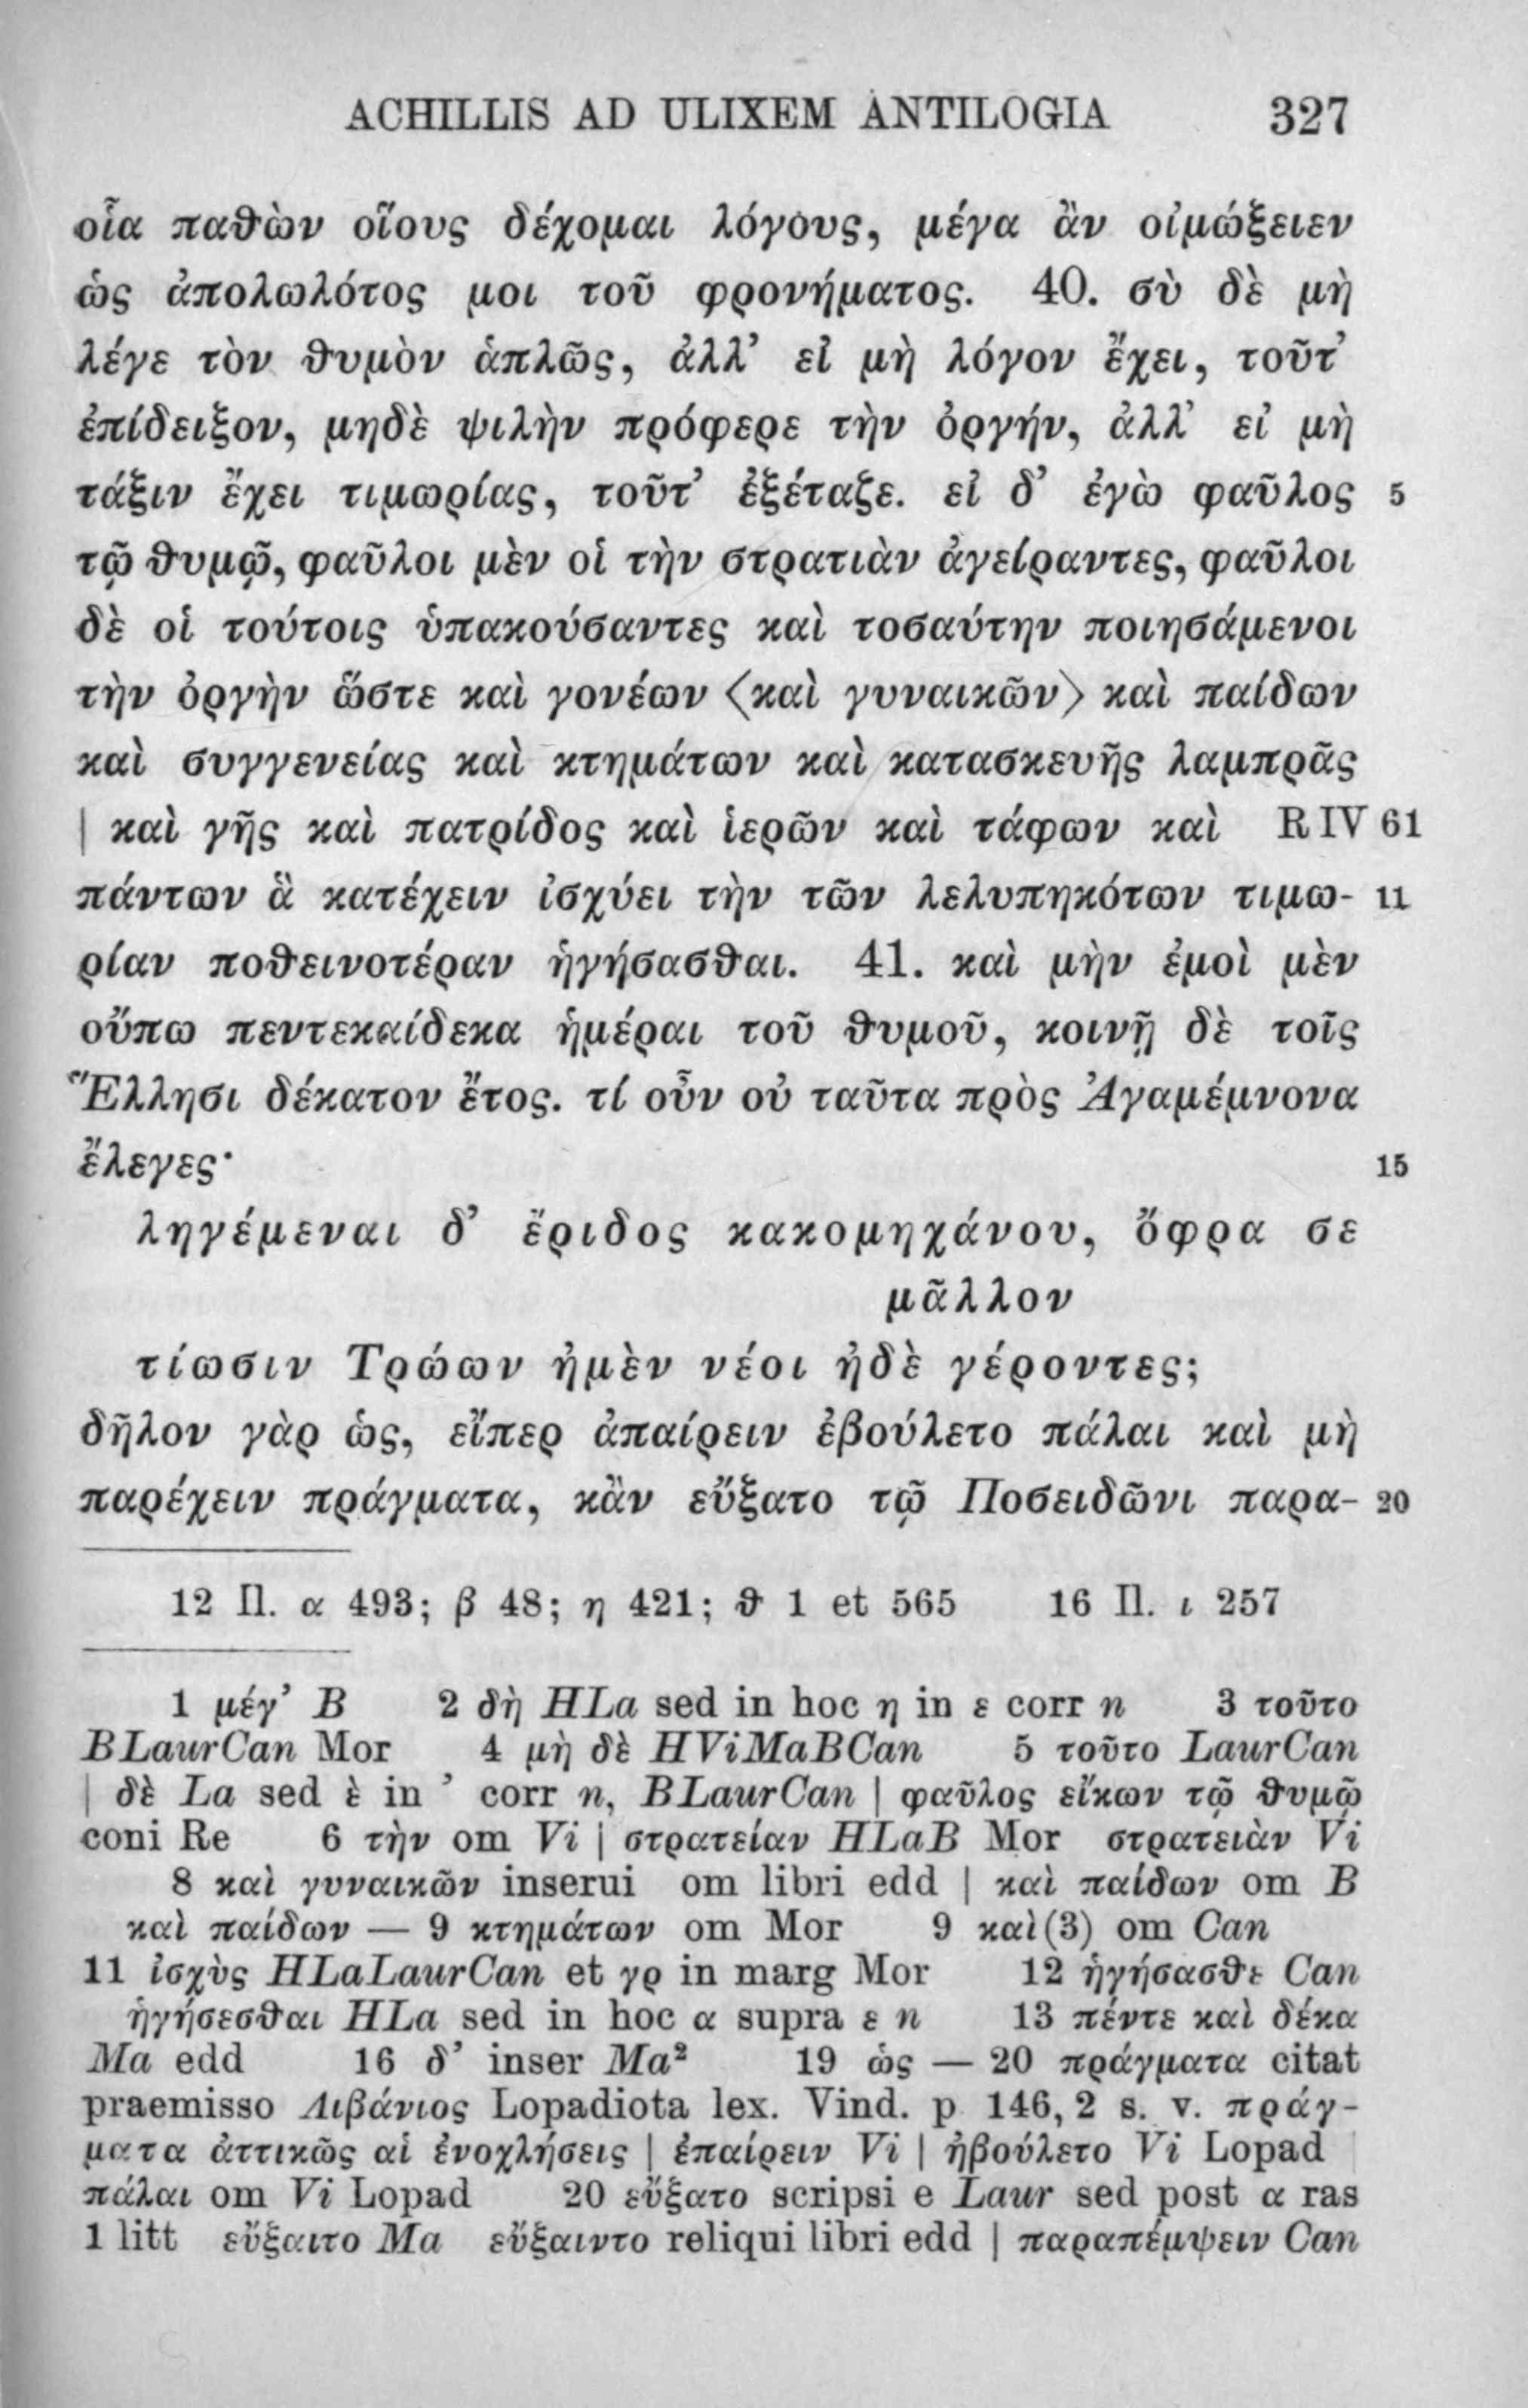 ACHILLIS AD ULIXEM ANTILOGIA 327
οἷα παθὼν οἵους δέχομαι λόγους, μέγα ἂν οἰμώξειεν
ὡς ἀπολωλότος μοι τοῦ φρονήματος. 40. σὺ δὲ μὴ
λέγε τὸν θυμὸν ἁπλῶς, ἀλλ’ εἰ μὴ λόγον ἔχει, τοῦτ’
ἐπίδειξον, μηδὲ ψιλὴν πρόφερε τὴν ὀργήν, ἀλλ’ εἰ μὴ
τάξιν ἔχει τιμωρίας, τοῦτ’ ἐξέταζε. εἰ δ’ ἐγὼ φαῦλος 5
τῷ θυμῷ, φαῦλοι μὲν οἱ τὴν στρατιὰν ἀγείραντες, φαῦλοι
δὲ οἱ τούτοις ὑπακούσαντες καὶ τοσαύτην ποιησάμενοι
τὴν ὀργὴν ὥστε καὶ γονέων ⟨καὶ γυναικῶν⟩ καὶ παίδων
καὶ συγγενείας καὶ κτημάτων καὶ κατασκευῆς λαμπρᾶς
| καὶ γῆς καὶ πατρίδος καὶ ἱερῶν καὶ τάφων καὶ R IV 61
πάντων ἃ κατέχειν ἰσχύει τὴν τῶν λελυπηκότων τιμω- 11
ρίαν ποθεινοτέραν ἡγήσασθαι. 41. καὶ μὴν ἐμοὶ μὲν
οὔπω πεντεκαίδεκα ἡμέραι τοῦ θυμοῦ, κοινῇ δὲ τοῖς
Ἕλλησι δέκατον ἔτος. τί οὖν οὐ ταῦτα πρὸς Ἀγαμέμνονα
ἔλεγες· 15
ληγέμεναι δ’ ἔριδος κακομηχάνου, ὄφρα σε
μᾶλλον
τίωσιν Τρώων ἠμὲν νέοι ἠδὲ γέροντες;
δῆλον γὰρ ὡς, εἴπερ ἀπαίρειν ἐβούλετο πάλαι καὶ μὴ
παρέχειν πράγματα, κἂν εὔξατο τῷ Ποσειδῶνι παρα- 20
12 Il. α 493; β 48; η 421; ϑ 1 et 565 16 Il. ι 257
1 μέγ’ B 2 δὴ HLa sed in hoc η in ε corr n 3 τοῦτο
BLaurCan Mor 4 μὴ δὲ HViMaBCan 5 τοῦτο LaurCan
| δὲ La sed ὲ in ’ corr n, BLaurCan | φαῦλος εἴκων τῷ θυμῷ
coni Re 6 τὴν om Vi | στρατείαν HLaB Mor στρατειὰν Vi
8 καὶ γυναικῶν inserui om libri edd | καὶ παίδων om B
καὶ παίδων — 9 κτημάτων om Mor 9 καὶ(3) om Can
11 ἰσχὺς HLaLaurCan et γρ in marg Mor 12 ἡγήσασθε Can
ἡγήσεσθαι HLa sed in hoc α supra ε n 13 πέντε καὶ δέκα
Ma edd 16 δ’ inser Ma² 19 ὡς — 20 πράγματα citat
praemisso Λιβάνιος Lopadiota lex. Vind. p 146, 2 s. v. πράγ-
ματα ἀττικῶς αἱ ἐνοχλήσεις | ἐπαίρειν Vi | ἠβούλετο Vi Lopad
πάλαι om Vi Lopad 20 εὔξατο scripsi e Laur sed post α ras
1 litt εὔξαιτο Ma εὔξαιντο reliqui libri edd | παραπέμψειν Can